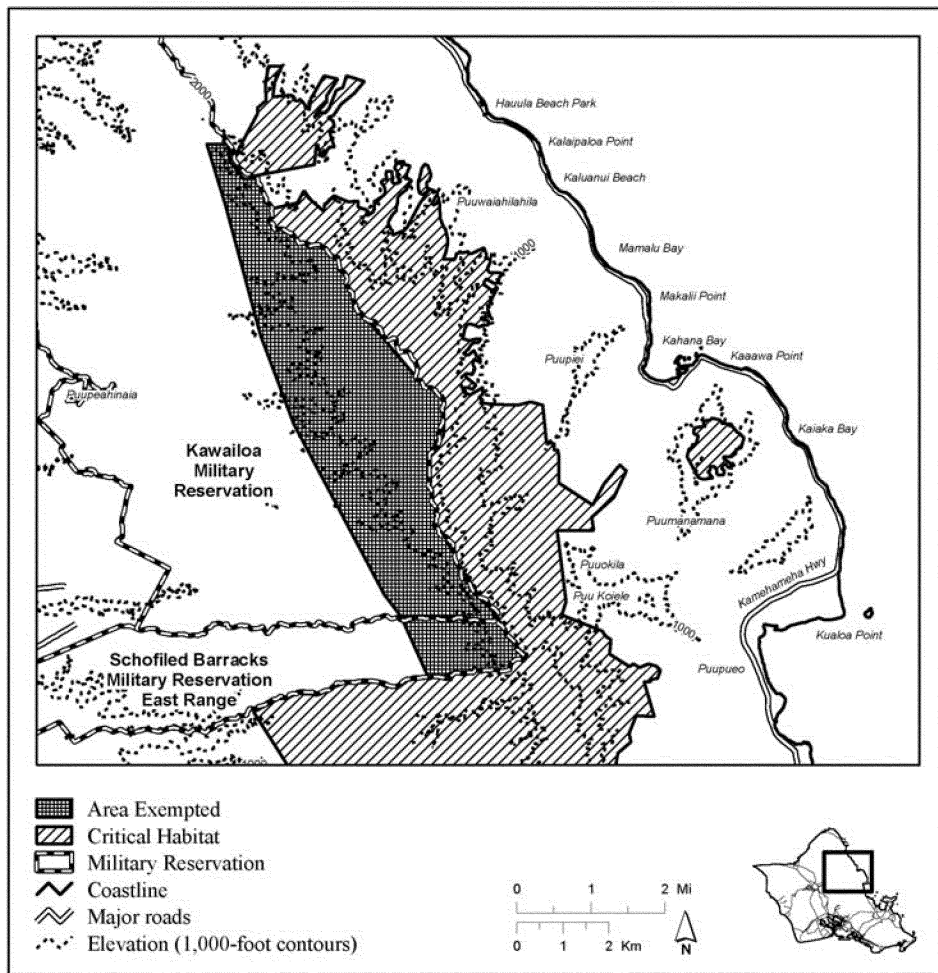 2000
Hauula Beach Park
Kalaipaloa Point
Kaluanui Beach
Puuwaiahilahila
1000
Mamalu Bay
Makalii Point
Kahana Bay
Puupiei
Kaaawa Point
Puupeahinaia
Kaiaka Bay
Kawailoa
Military
Reservation
Puumanamana
Puuokila
Kamehameha Hwy
Puu Koiele
1000
Kualoa Point
Schofiled Barracks
Military Reservation
East Range
Puupueo
1000
Area Exempted
Critical Habitat
Military Reservation
Coastline
Major roads
Elevation (1,000-foot contours)
0 1 2 Mi
0 1 2 Km
N